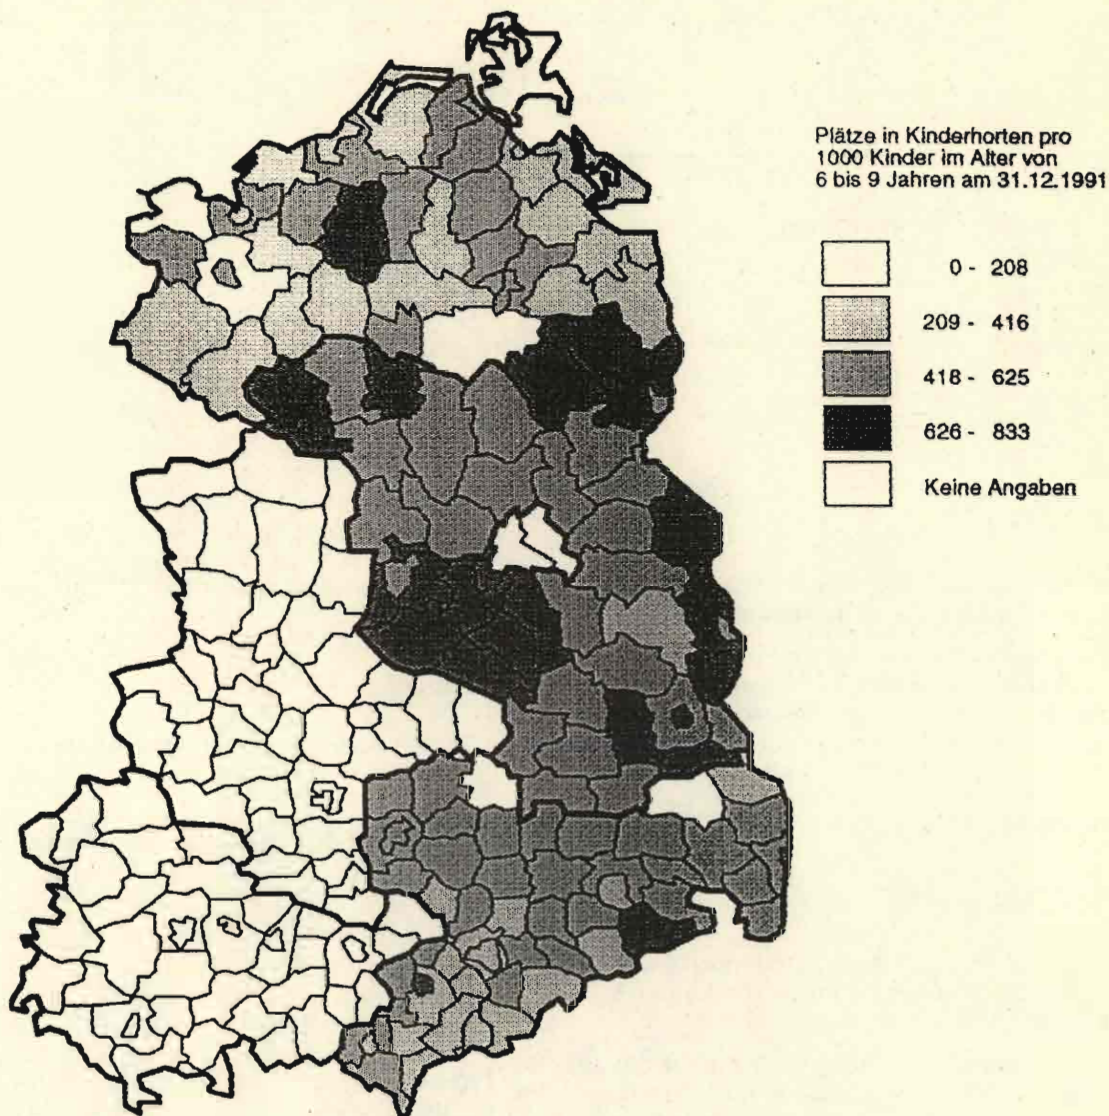 Plätze in Kinderhorten pro
1000 Kinder im Alter von
6 bis 9 Jahren am 31.12.1991
0 - 208
209 - 416
418 - 625
626 - 833
Keine Angaben